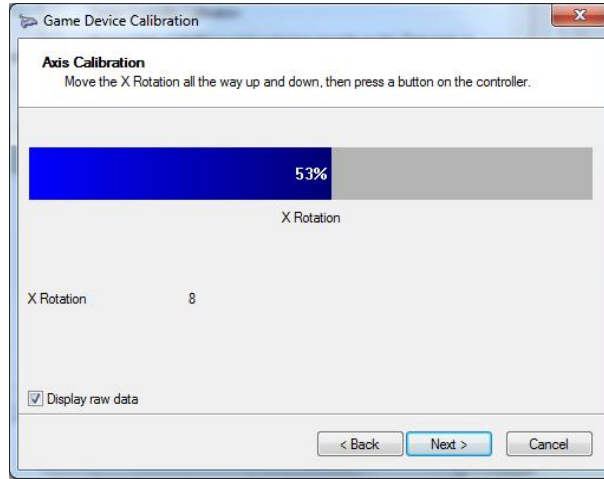 Game Device Calibration
Axis Calibration
Move the X Rotation all the way up and down, then press a button on the controller.
53%
X Rotation
X Rotation 8
Display raw data
< Back Next > Cancel